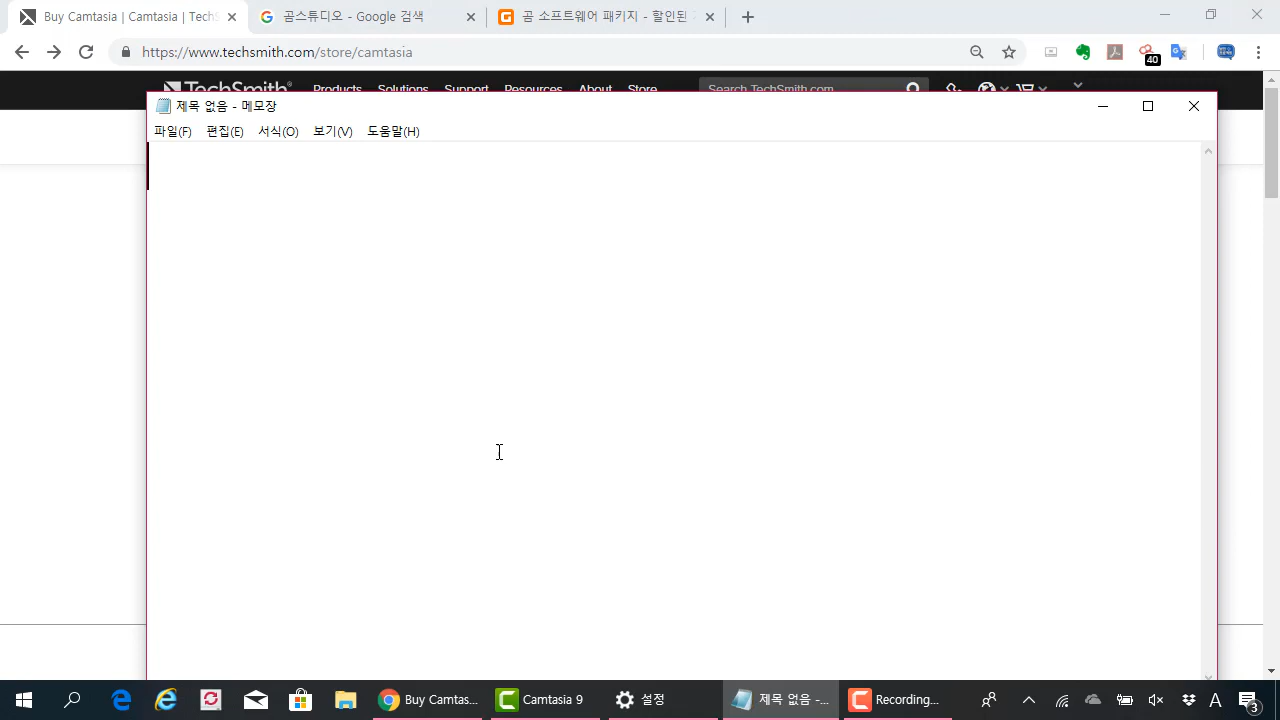 Buy Camtasia | Camtasia | TechS
곰스튜디오 - Google 검색
곰 소프트웨어 패키지 - 할인된
https://www.techsmith.com/store/camtasia
40
TechSmith
Products Solutions Support Resources About Store
Search TechSmith.com
제목 없음 - 메모장
파일(F) 편집(E) 서식(O) 보기(V) 도움말(H)
Buy Camtas...
Camtasia 9
설정
제목 없음 -...
Recording...
A
3